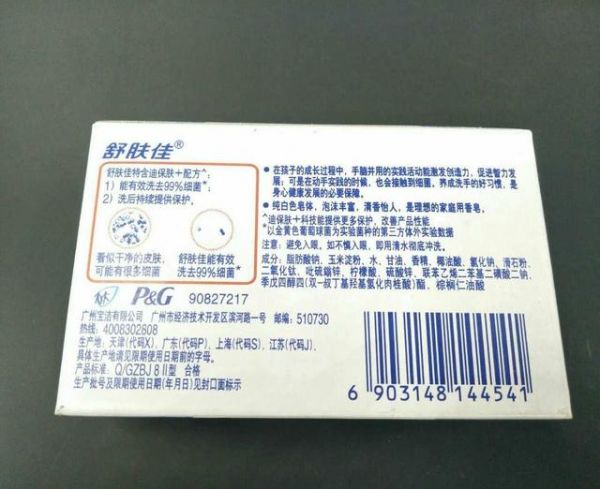 舒肤佳®
舒肤佳特含迪保肤+配方^:
1) 能有效洗去99%细菌*;
2) 洗后持续提供保护。
看似干净的皮肤,
可能有很多细菌
舒肤佳能有效
洗去99%细菌*
● 在孩子的成长过程中，手脑并用的实践活动能激发创造力，促进智力发
展；可是在动手实践的时候，也会接触到细菌。养成洗手的好习惯，是
身心健康发展的必要保障。
● 纯白色皂体，泡沫丰富，清香怡人，是理想的家庭用香皂。
^迪保肤+科技能提供更多保护，改善产品性能
*以金黄色葡萄球菌为实验菌种的第三方体外实验数据
注意：避免入眼。如不慎入眼，即用清水彻底冲洗。
成分：脂肪酸钠、玉米淀粉、水、甘油、香精、椰油酸、氯化钠、滑石粉、
二氧化钛、吡硫鎓锌、柠檬酸、硫酸锌、联苯乙烯二苯基二磺酸二钠、
季戊四醇四（双-叔丁基羟基氢化肉桂酸）酯、棕榈仁油酸
P&G 90827217
广州宝洁有限公司 广州市经济技术开发区滨河路一号 邮编：510730
热线：4008302808
生产地：天津(代码X)，广东(代码P)，上海(代码S)，江苏(代码J)，
具体生产地请见限期使用日期前的字母。
产品标准：Q/GZBJ 8 II型 合格
生产批号及限期使用日期(年月日)见封口面标示
6 903148 144541